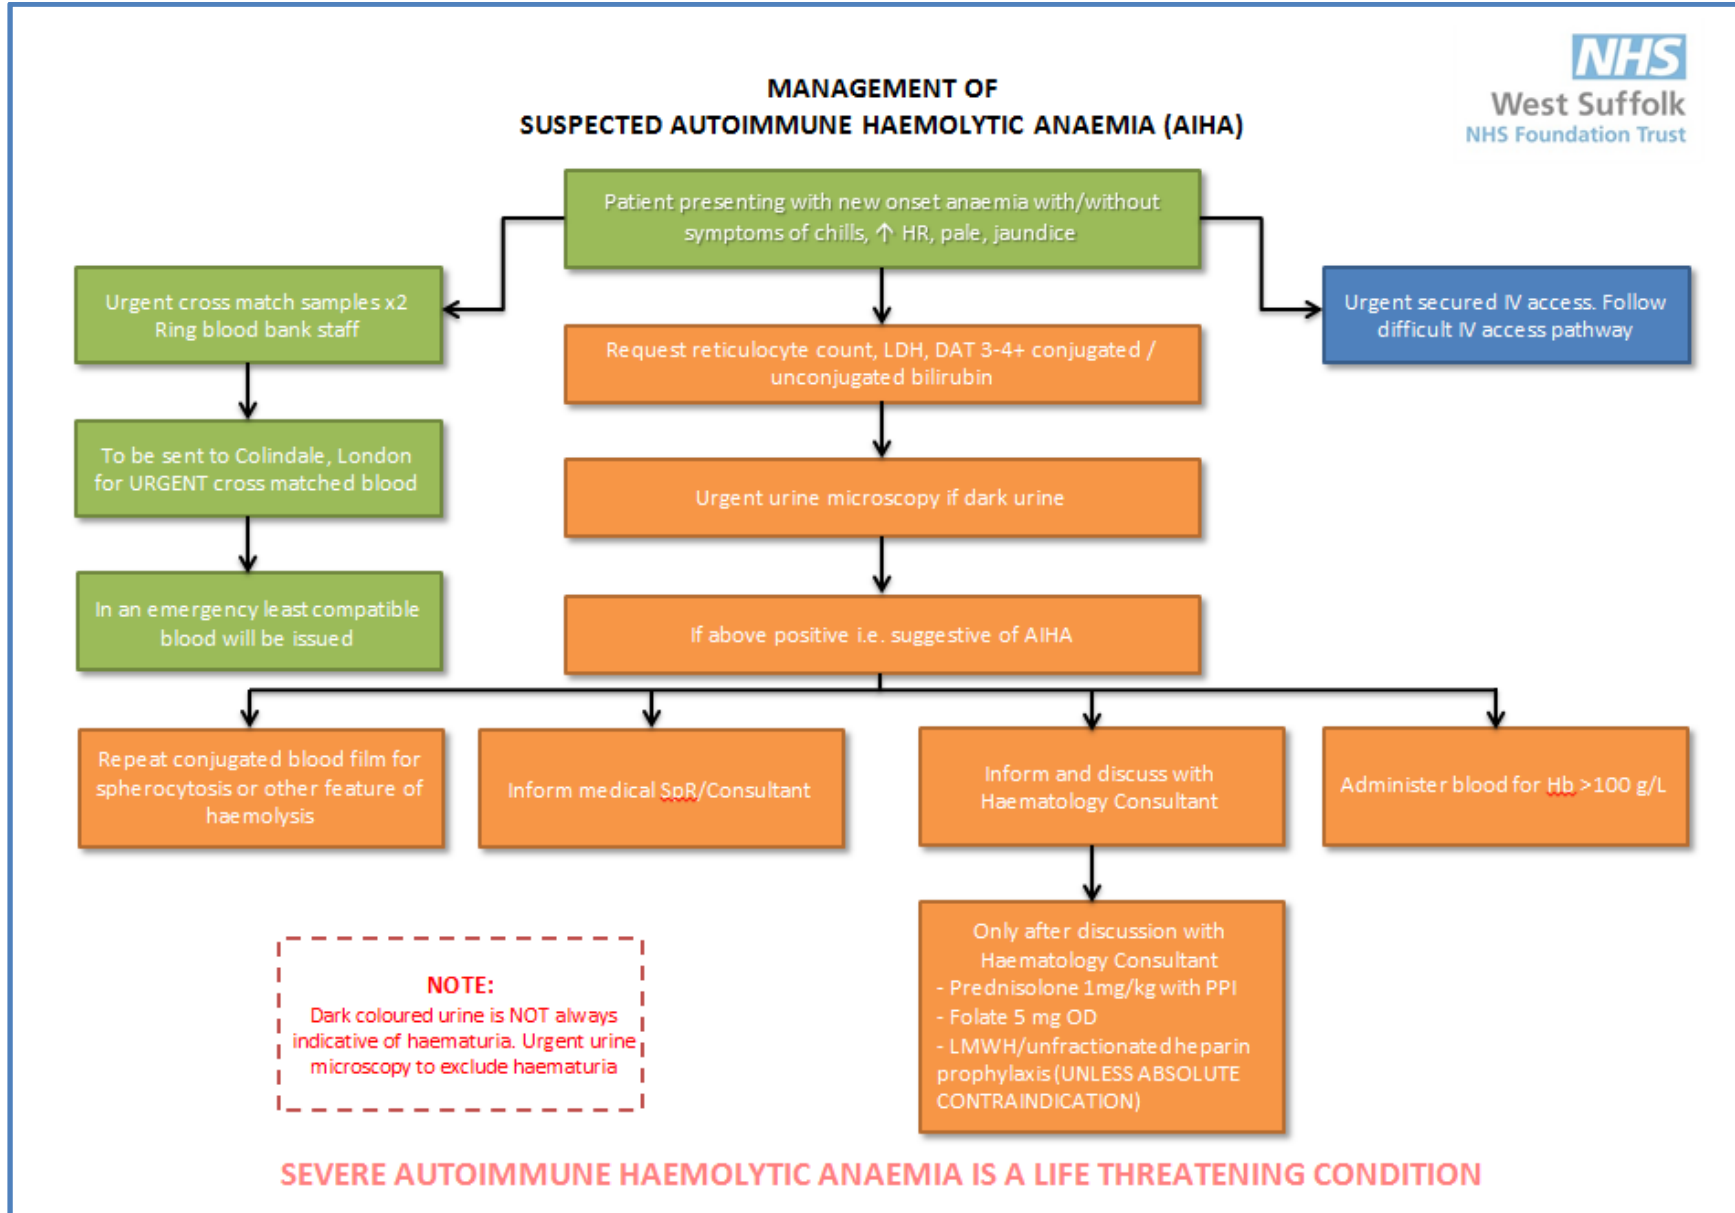 NHS
West Suffolk
NHS Foundation Trust
MANAGEMENT OF
SUSPECTED AUTOIMMUNE HAEMOLYTIC ANAEMIA (AIHA)
Patient presenting with new onset anaemia with/without
symptoms of chills, ↑ HR, pale, jaundice
Urgent cross match samples x2
Ring blood bank staff
Urgent secured IV access. Follow
difficult IV access pathway
Request reticulocyte count, LDH, DAT 3-4+ conjugated /
unconjugated bilirubin
To be sent to Colindale, London
for URGENT cross matched blood
Urgent urine microscopy if dark urine
In an emergency least compatible
blood will be issued
If above positive i.e. suggestive of AIHA
Repeat conjugated blood film for
spherocytosis or other feature of
haemolysis
Inform medical SpR/Consultant
Inform and discuss with
Haematology Consultant
Administer blood for Hb >100 g/L
Only after discussion with
Haematology Consultant
- Prednisolone 1mg/kg with PPI
- Folate 5 mg OD
- LMWH/unfractionated heparin
prophylaxis (UNLESS ABSOLUTE
CONTRAINDICATION)
NOTE:
Dark coloured urine is NOT always
indicative of haematuria. Urgent urine
microscopy to exclude haematuria
SEVERE AUTOIMMUNE HAEMOLYTIC ANAEMIA IS A LIFE THREATENING CONDITION